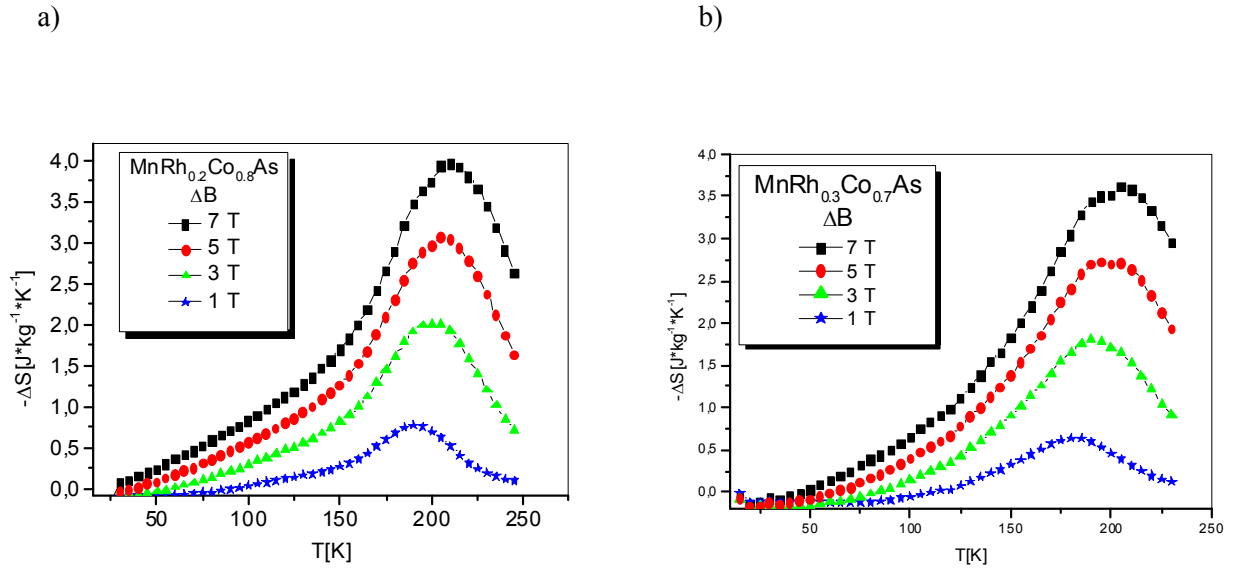 a)
b)
MnRh₀.₂Co₀.₈As
ΔB
7 T
5 T
3 T
1 T
4,0
3,5
3,0
2,5
2,0
1,5
1,0
0,5
0,0
-ΔS[J*kg⁻¹*K⁻¹]
50
100
150
200
250
T[K]
MnRh₀.₃Co₀.₇As
ΔB
7 T
5 T
3 T
1 T
4,0
3,5
3,0
2,5
2,0
1,5
1,0
0,5
0,0
-ΔS[J*kg⁻¹*K⁻¹]
50
100
150
200
250
T[K]